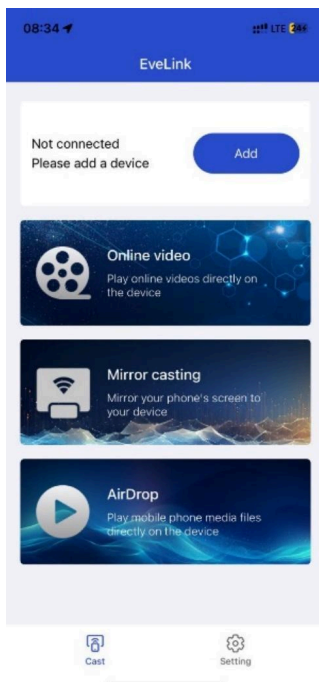 08:34
LTE
EveLink
Not connected
Please add a device
Add
Online video
Play online videos directly on
the device
Mirror casting
Mirror your phone's screen to
your device
AirDrop
Play mobile phone media files
directly on the device
Cast
Setting